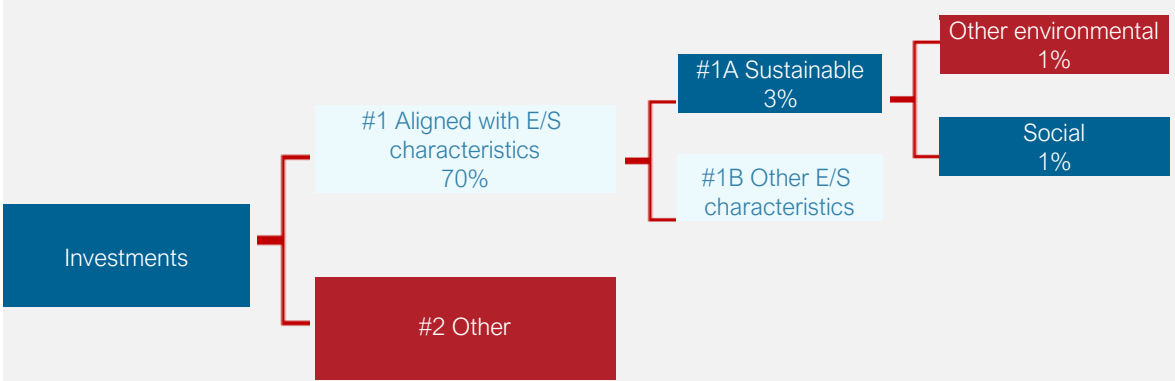 Other environmental
1%
#1A Sustainable
3%
#1 Aligned with E/S
characteristics
70%
Social
1%
#1B Other E/S
characteristics
Investments
#2 Other